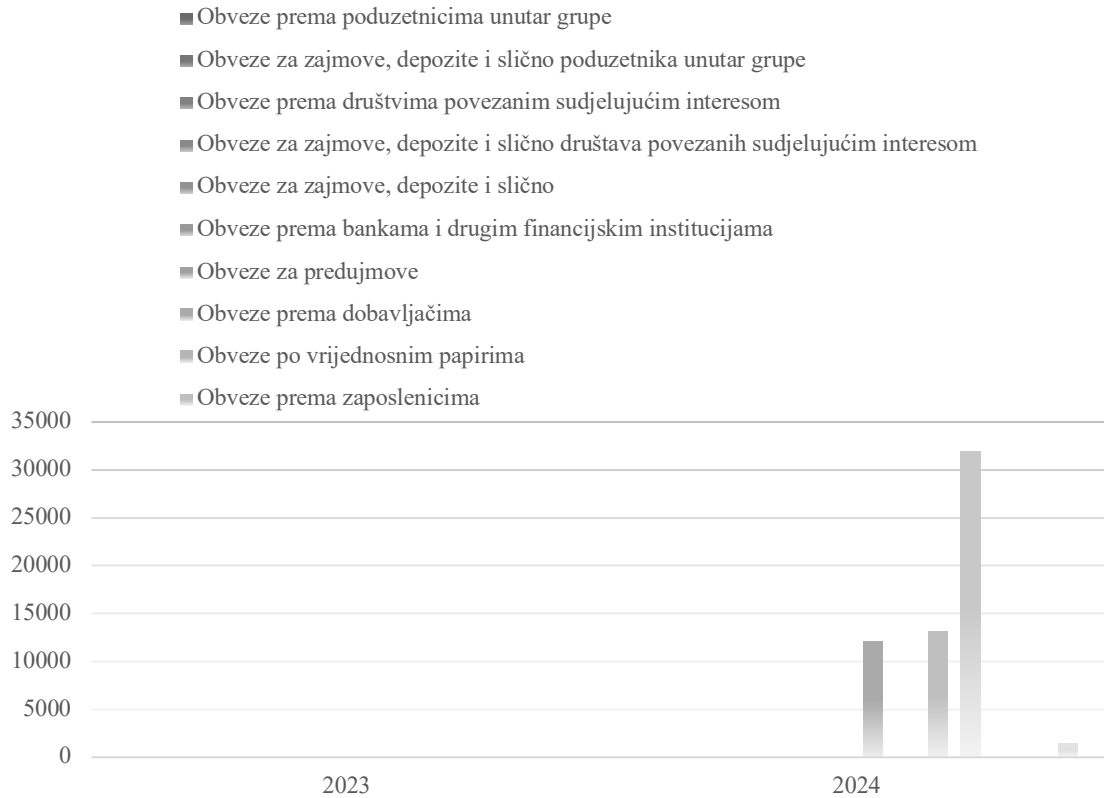 Obveze prema poduzetnicima unutar grupe
Obveze za zajmove, depozite i slično poduzetnika unutar grupe
Obveze prema društvima povezanim sudjelujućim interesom
Obveze za zajmove, depozite i slično društava povezanih sudjelujućim interesom
Obveze za zajmove, depozite i slično
Obveze prema bankama i drugim financijskim institucijama
Obveze za predujmove
Obveze prema dobavljačima
Obveze po vrijednosnim papirima
Obveze prema zaposlenicima
35000
30000
25000
20000
15000
10000
5000
0
2023 2024